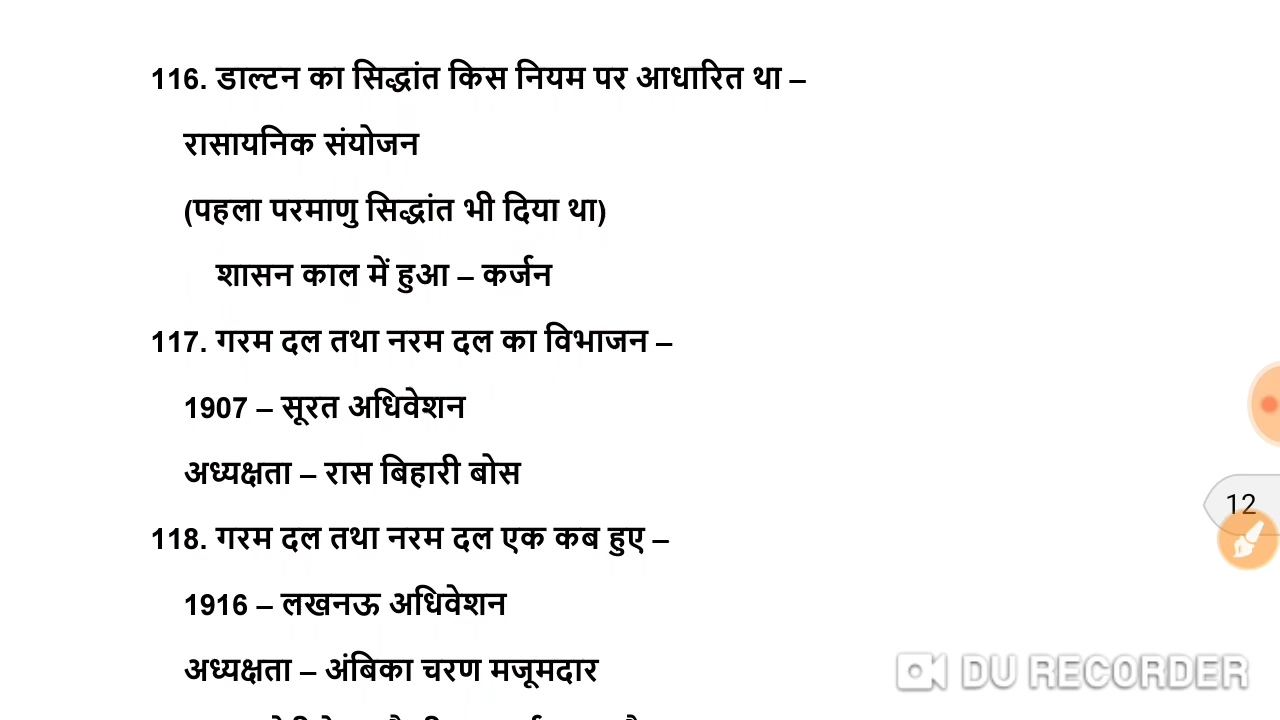 116. डाल्टन का सिद्धांत किस नियम पर आधारित था –
रासायनिक संयोजन
(पहला परमाणु सिद्धांत भी दिया था)
शासन काल में हुआ – कर्जन
117. गरम दल तथा नरम दल का विभाजन –
1907 – सूरत अधिवेशन
अध्यक्षता – रास बिहारी बोस
12
118. गरम दल तथा नरम दल एक कब हुए –
1916 – लखनऊ अधिवेशन
अध्यक्षता – अंबिका चरण मजूमदार
DU RECORDER